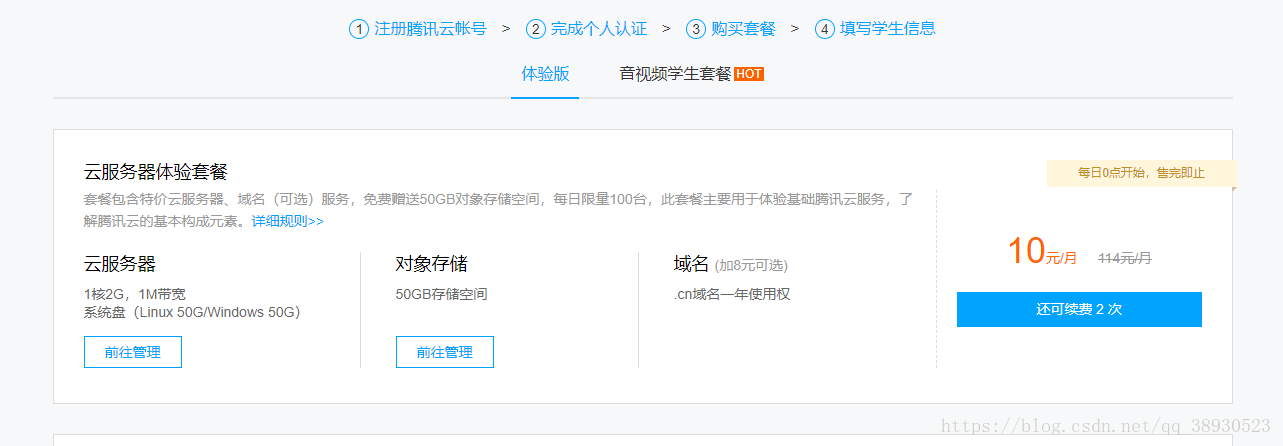 1 注册腾讯云帐号 > 2 完成个人认证 > 3 购买套餐 > 4 填写学生信息
体验版 音视频学生套餐 HOT
云服务器体验套餐
每日0点开始，售完即止
套餐包含特价云服务器、域名（可选）服务，免费赠送50GB对象存储空间，每日限量100台，此套餐主要用于体验基础腾讯云服务，了
解腾讯云的基本构成元素。详细规则>>
云服务器
1核2G，1M带宽
系统盘（Linux 50G/Windows 50G）
前往管理
对象存储
50GB存储空间
前往管理
域名 (加8元可选)
.cn域名一年使用权
10元/月 114元/月
还可续费 2 次
https://blog.csdn.net/qq_38930523